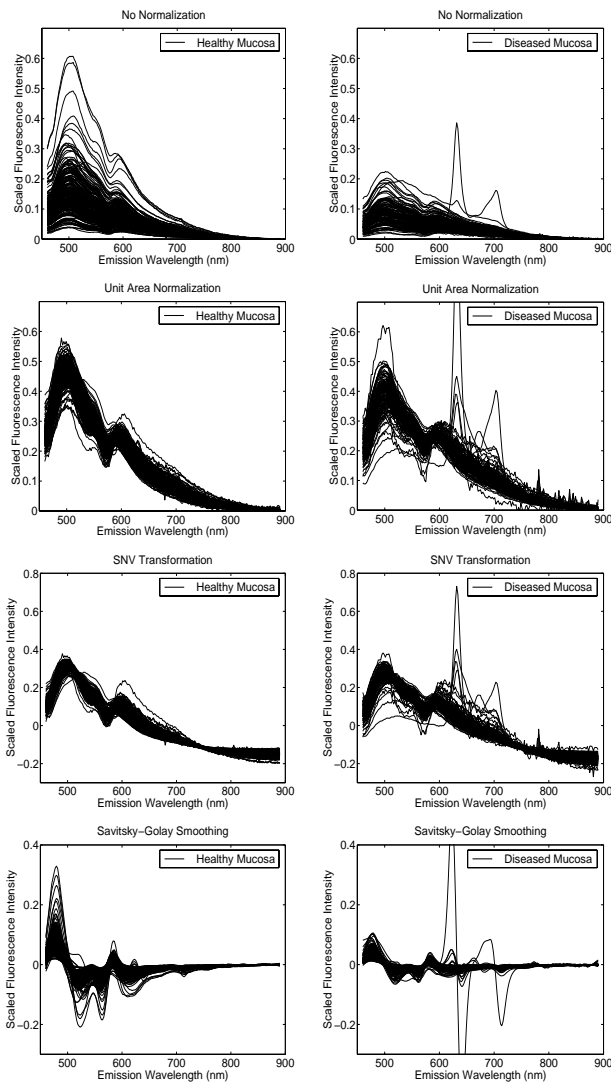 No Normalization
Healthy Mucosa
Scaled Fluorescence Intensity
0.6
0.5
0.4
0.3
0.2
0.1
0
500 600 700 800 900
Emission Wavelength (nm)
No Normalization
Diseased Mucosa
Scaled Fluorescence Intensity
0.6
0.5
0.4
0.3
0.2
0.1
0
500 600 700 800 900
Emission Wavelength (nm)
Unit Area Normalization
Healthy Mucosa
Scaled Fluorescence Intensity
0.6
0.5
0.4
0.3
0.2
0.1
0
500 600 700 800 900
Emission Wavelength (nm)
Unit Area Normalization
Diseased Mucosa
Scaled Fluorescence Intensity
0.6
0.5
0.4
0.3
0.2
0.1
0
500 600 700 800 900
Emission Wavelength (nm)
SNV Transformation
Healthy Mucosa
Scaled Fluorescence Intensity
0.8
0.6
0.4
0.2
0
−0.2
500 600 700 800 900
Emission Wavelength (nm)
SNV Transformation
Diseased Mucosa
Scaled Fluorescence Intensity
0.8
0.6
0.4
0.2
0
−0.2
500 600 700 800 900
Emission Wavelength (nm)
Savitsky−Golay Smoothing
Healthy Mucosa
Scaled Fluorescence Intensity
0.4
0.2
0
−0.2
500 600 700 800 900
Emission Wavelength (nm)
Savitsky−Golay Smoothing
Diseased Mucosa
Scaled Fluorescence Intensity
0.4
0.2
0
−0.2
500 600 700 800 900
Emission Wavelength (nm)